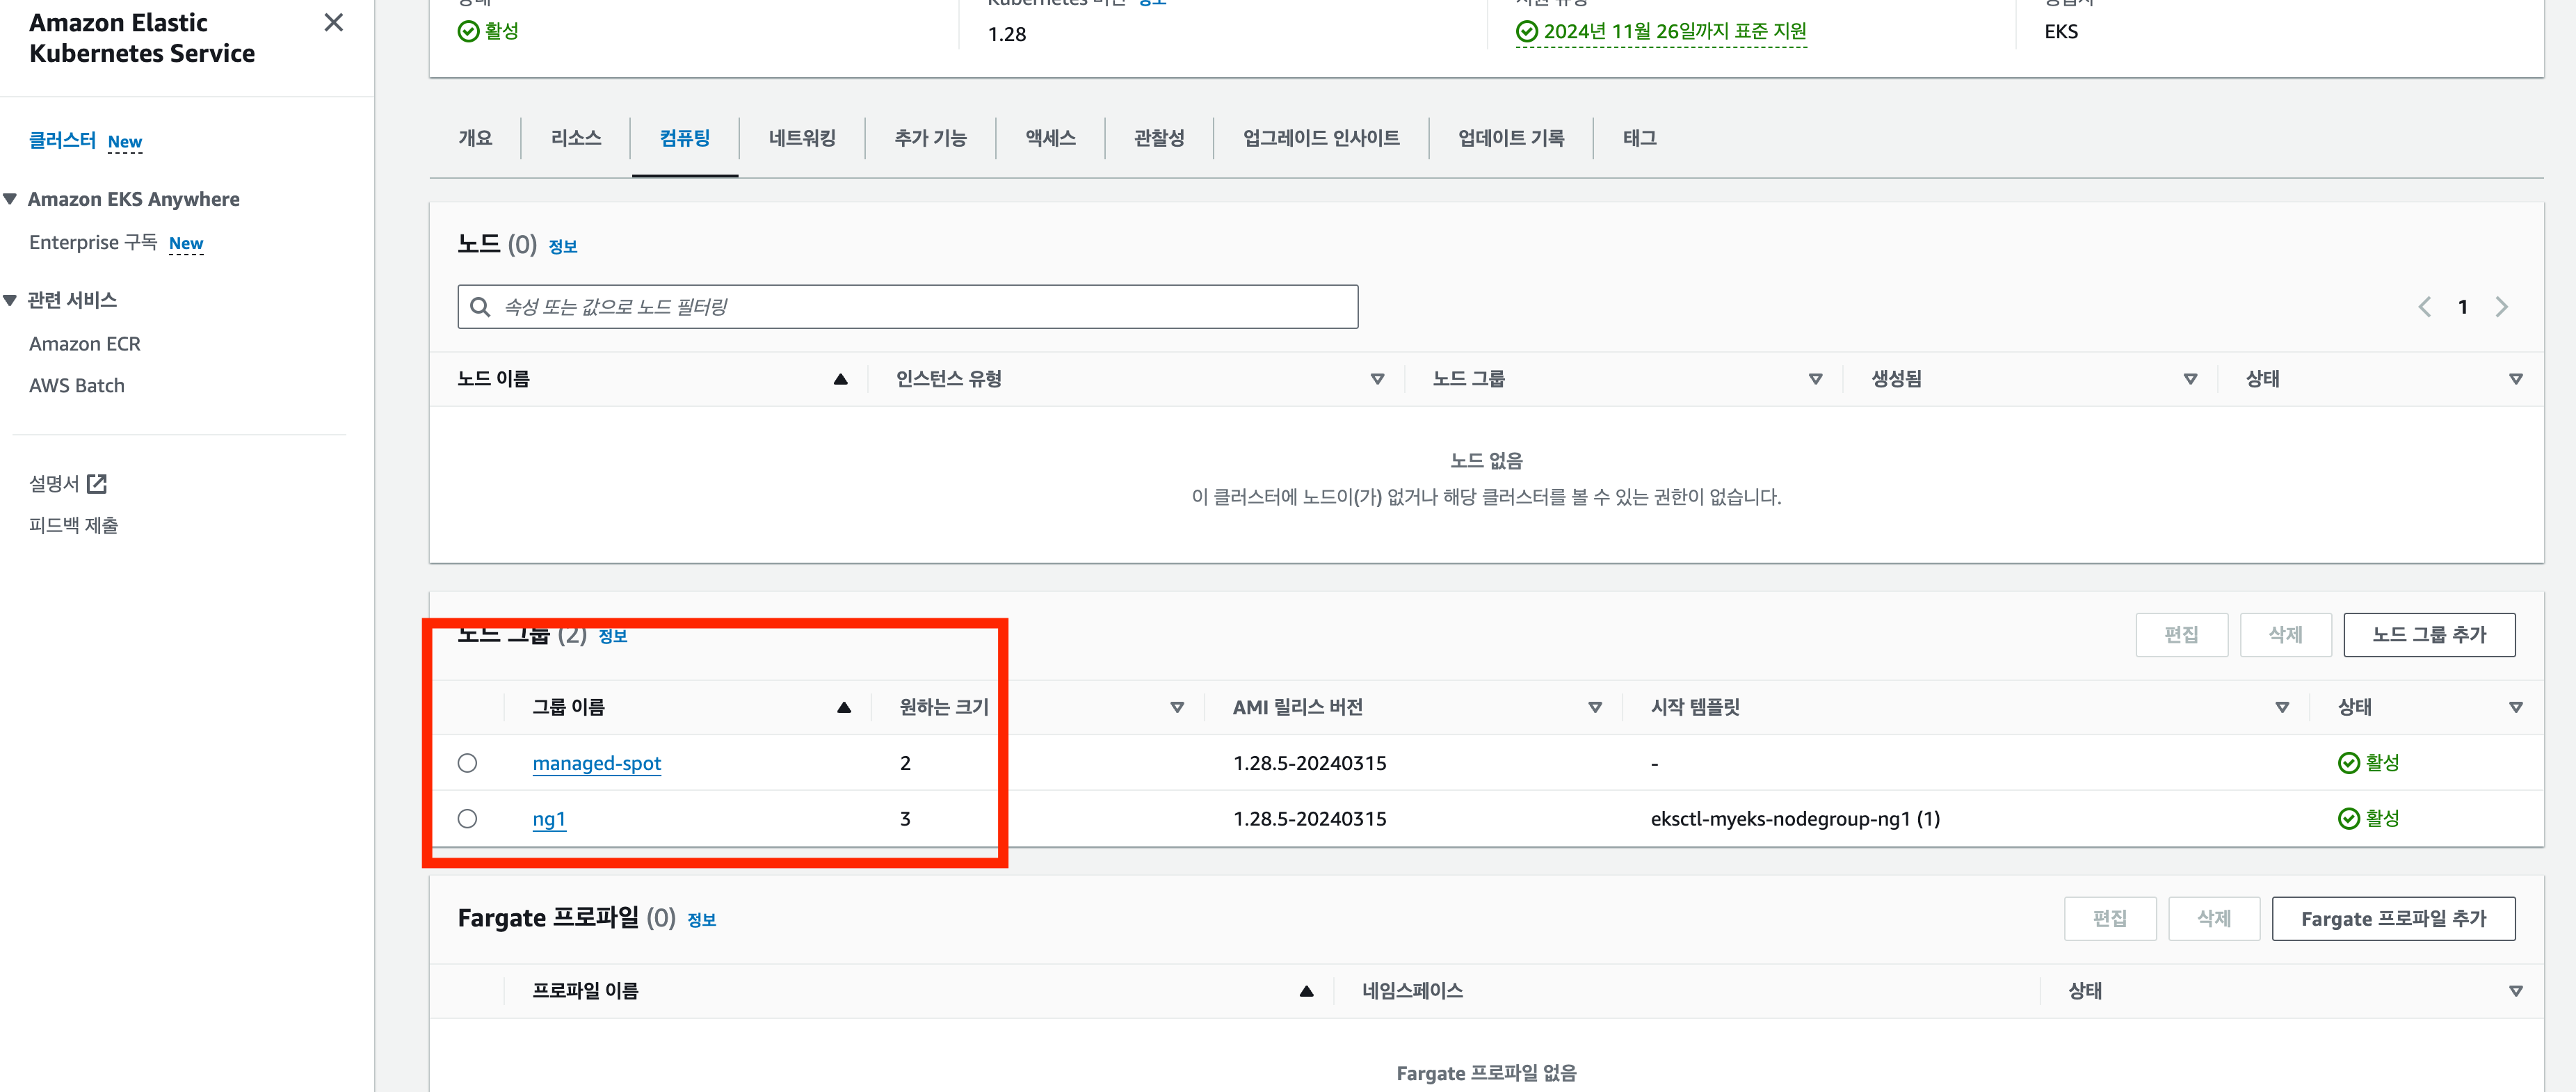 Amazon Elastic
Kubernetes Service
클러스터 New
Amazon EKS Anywhere
Enterprise 구독 New
관련 서비스
Amazon ECR
AWS Batch
설명서
피드백 제출
정보
활성
1.28
2024년 11월 26일까지 표준 지원
EKS
개요 리소스 컴퓨팅 네트워킹 추가 기능 액세스 관찰성 업그레이드 인사이트 업데이트 기록 태그
노드 (0) 정보
속성 또는 값으로 노드 필터링
1
노드 이름 인스턴스 유형 노드 그룹 생성됨 상태
노드 없음
이 클러스터에 노드이(가) 없거나 해당 클러스터를 볼 수 있는 권한이 없습니다.
노드 그룹 (2) 정보
편집 삭제 노드 그룹 추가
그룹 이름 원하는 크기 AMI 릴리스 버전 시작 템플릿 상태
managed-spot 2 1.28.5-20240315 - 활성
ng1 3 1.28.5-20240315 eksctl-myeks-nodegroup-ng1 (1) 활성
Fargate 프로파일 (0) 정보
편집 삭제 Fargate 프로파일 추가
프로파일 이름 네임스페이스 상태
Fargate 프로파일 없음